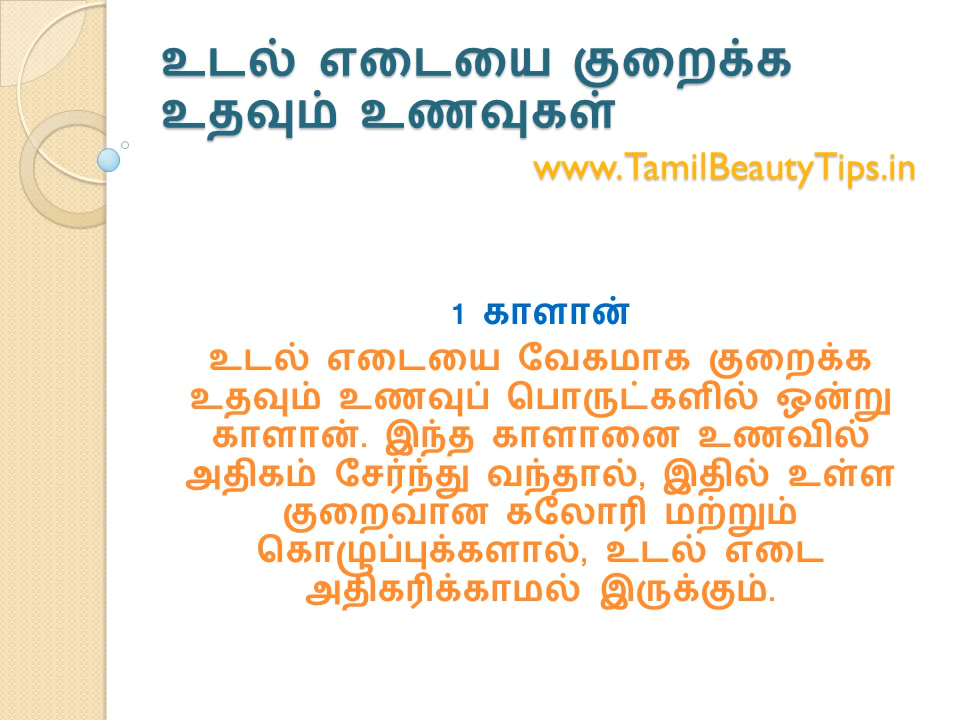 உடல் எடையை குறைக்க
உதவும் உணவுகள்
www.TamilBeautyTips.in
1 காளான்
உடல் எடையை வேகமாக குறைக்க
உதவும் உணவுப் பொருட்களில் ஒன்று
காளான். இந்த காளானை உணவில்
அதிகம் சேர்ந்து வந்தால், இதில் உள்ள
குறைவான கலோரி மற்றும்
கொழுப்புக்களால், உடல் எடை
அதிகரிக்காமல் இருக்கும்.